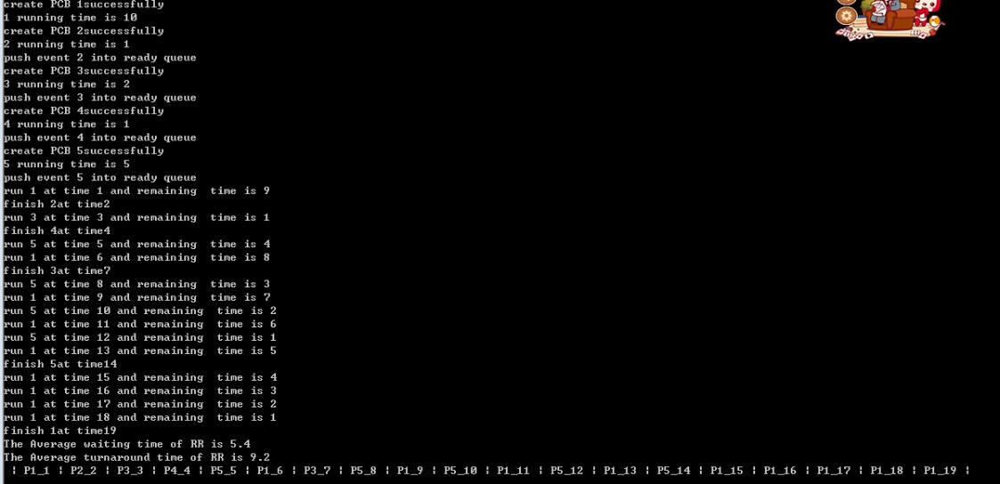 create PCB 1successfully
1 running time is 10
create PCB 2successfully
2 running time is 1
push event 2 into ready queue
create PCB 3successfully
3 running time is 2
push event 3 into ready queue
create PCB 4successfully
4 running time is 1
push event 4 into ready queue
create PCB 5successfully
5 running time is 5
push event 5 into ready queue
run 1 at time 1 and remaining  time is 9
finish 2at time2
run 3 at time 3 and remaining  time is 1
finish 4at time4
run 5 at time 5 and remaining  time is 4
run 1 at time 6 and remaining  time is 8
finish 3at time7
run 5 at time 8 and remaining  time is 3
run 1 at time 9 and remaining  time is 7
run 5 at time 10 and remaining  time is 2
run 1 at time 11 and remaining  time is 6
run 5 at time 12 and remaining  time is 1
run 1 at time 13 and remaining  time is 5
finish 5at time14
run 1 at time 15 and remaining  time is 4
run 1 at time 16 and remaining  time is 3
run 1 at time 17 and remaining  time is 2
run 1 at time 18 and remaining  time is 1
finish 1at time19
The Average waiting time of RR is 5.4
The Average turnaround time of RR is 9.2
| P1_1 | P2_2 | P3_3 | P4_4 | P5_5 | P1_6 | P3_7 | P5_8 | P1_9 | P5_10 | P1_11 | P5_12 | P1_13 | P5_14 | P1_15 | P1_16 | P1_17 | P1_18 | P1_19 |